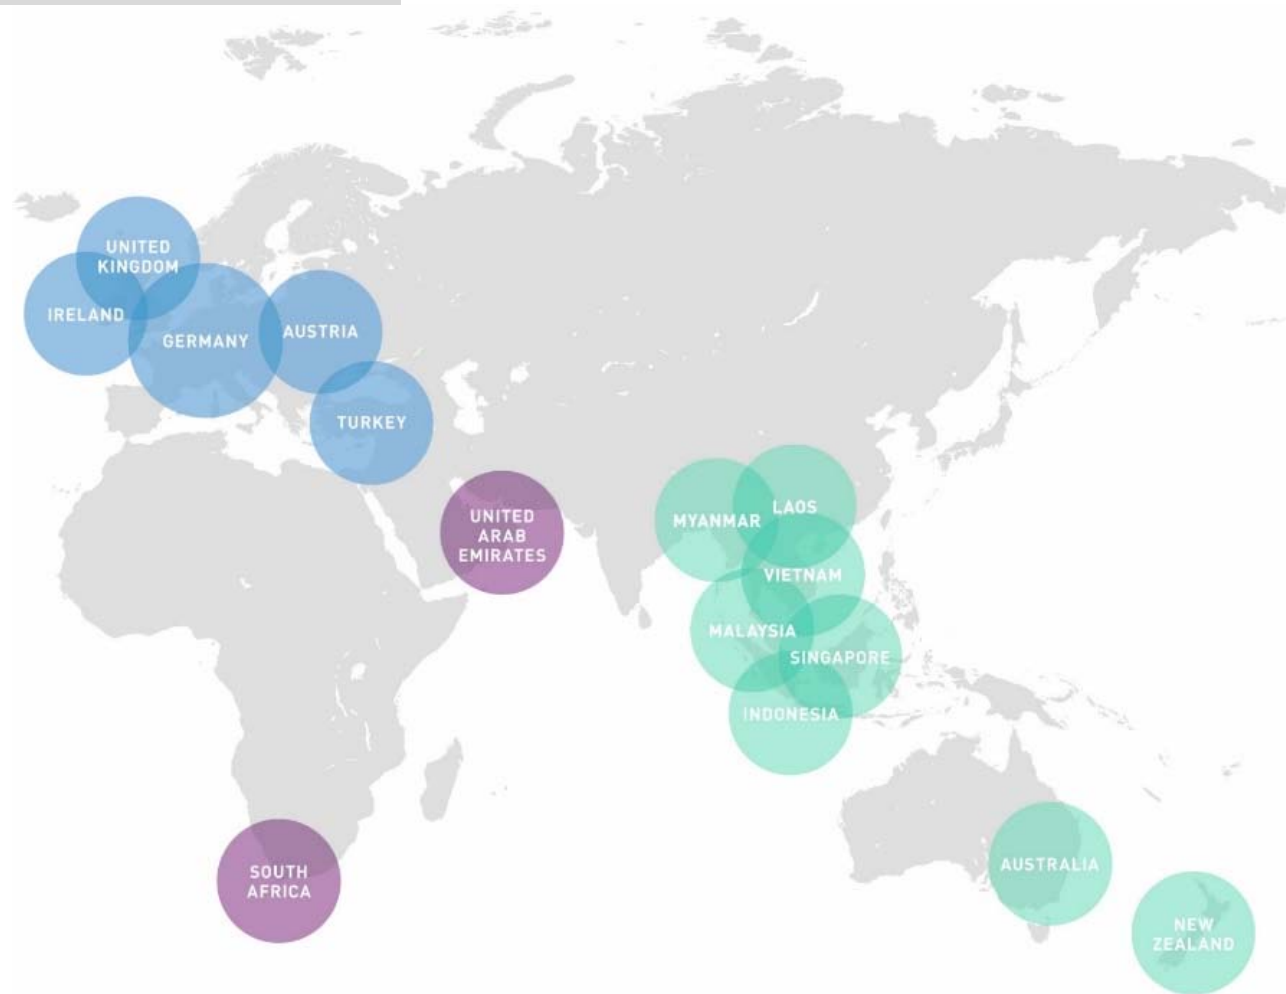 UNITED
KINGDOM
IRELAND
GERMANY
AUSTRIA
TURKEY
UNITED
ARAB
EMIRATES
MYANMAR
LAOS
VIETNAM
MALAYSIA
SINGAPORE
INDONESIA
SOUTH
AFRICA
AUSTRALIA
NEW
ZEALAND